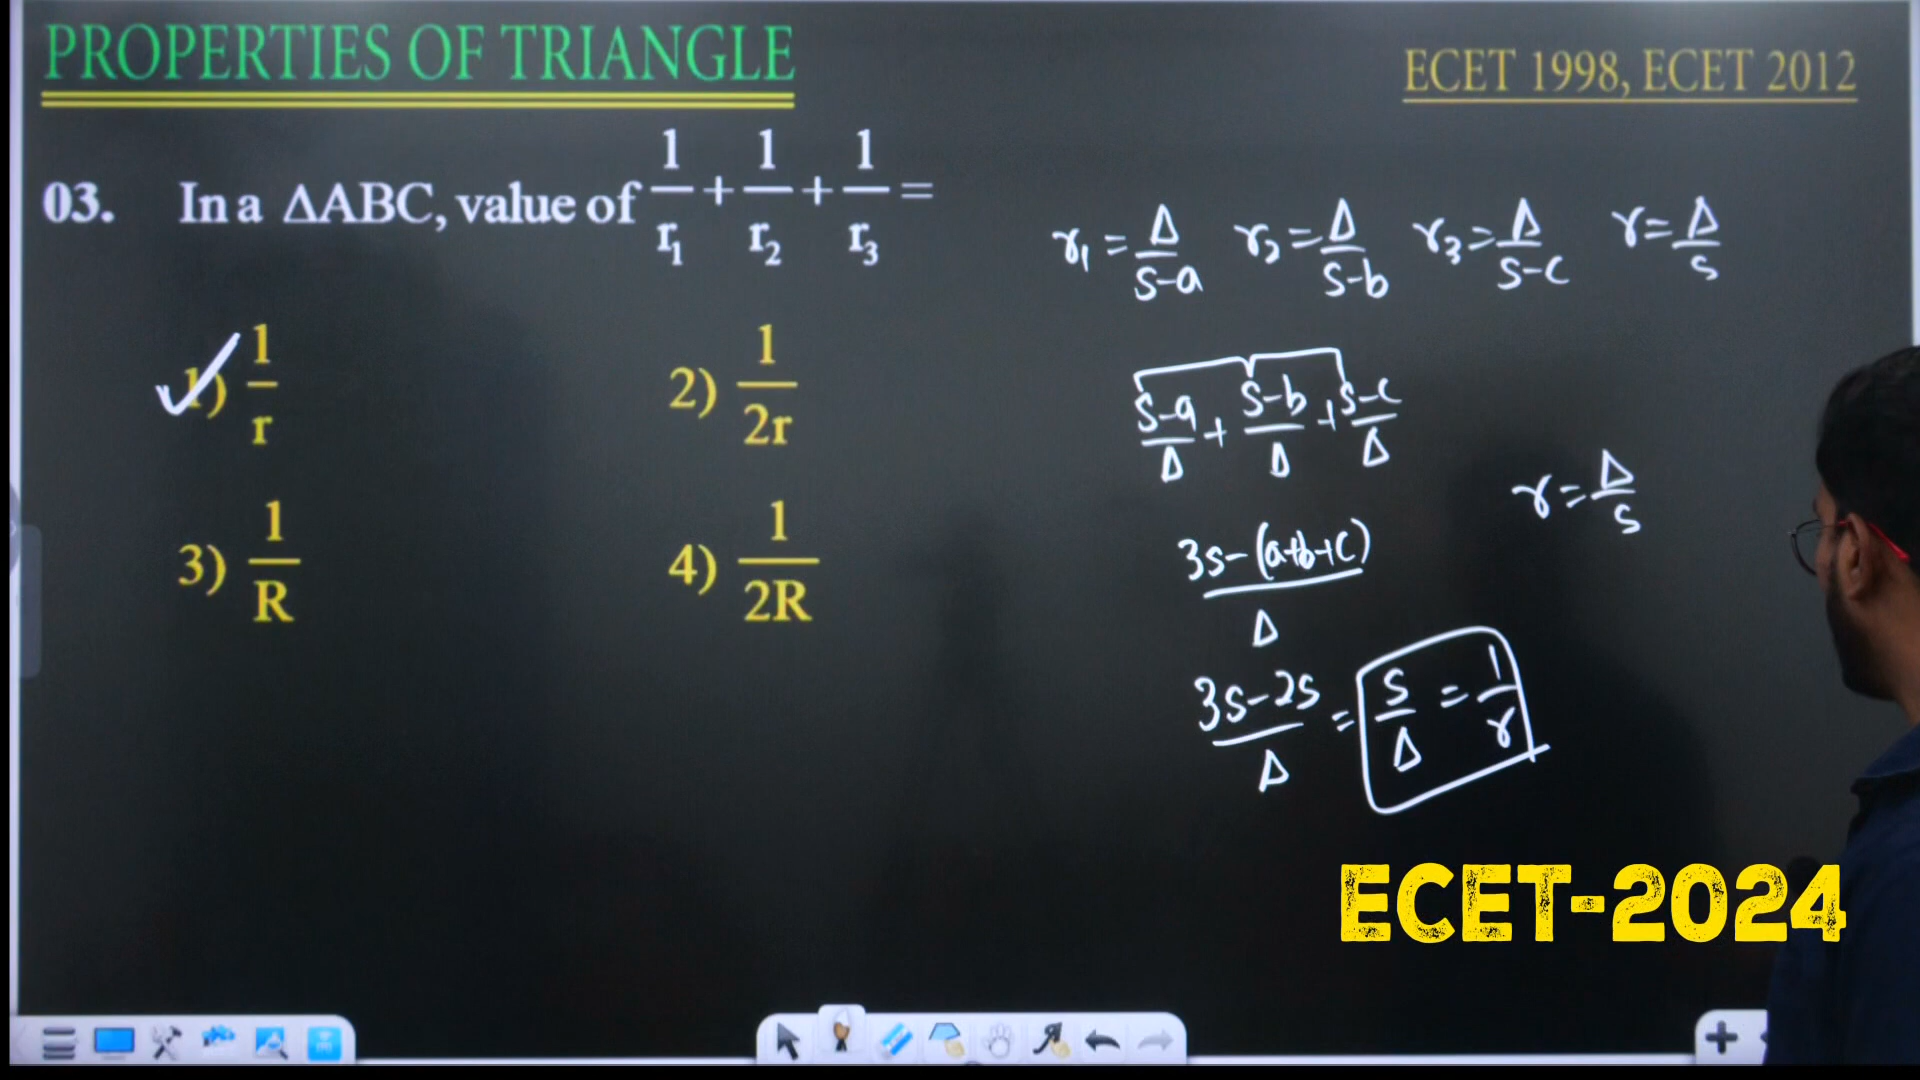 PROPERTIES OF TRIANGLE
ECET 1998, ECET 2012
03. In a ΔABC, value of 1/r₁ + 1/r₂ + 1/r₃ =
1) 1/r
2) 1/2r
3) 1/R
4) 1/2R
r₁ = Δ/s-a r₂ = Δ/s-b r₃ = Δ/s-c r = Δ/s
s-a/Δ + s-b/Δ + s-c/Δ
r = Δ/s
3s-(a+b+c)/Δ
3s-2s/Δ = s/Δ = 1/r
ECET-2024